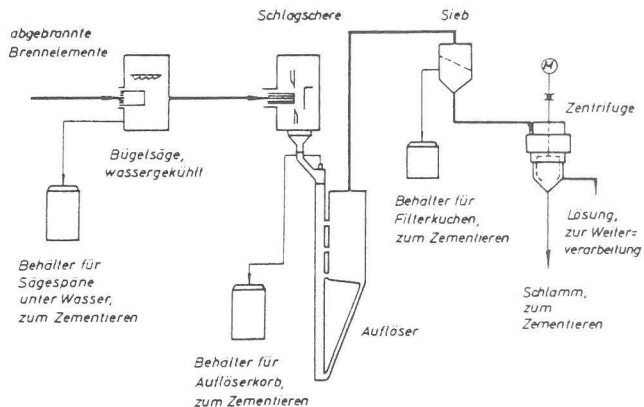 abgebrannte
Brennelemente
Schlagschere
Sieb
M
Zentrifuge
Bügelsäge,
wassergekühlt
Behälter für
Sägespäne
unter Wasser,
zum Zementieren
Behälter für
Auflöserkorb,
zum Zementieren
Auflöser
Behälter für
Filterkuchen,
zum Zementieren
Lösung,
zur Weiter=
verarbeitung
Schlamm,
zum
Zementieren